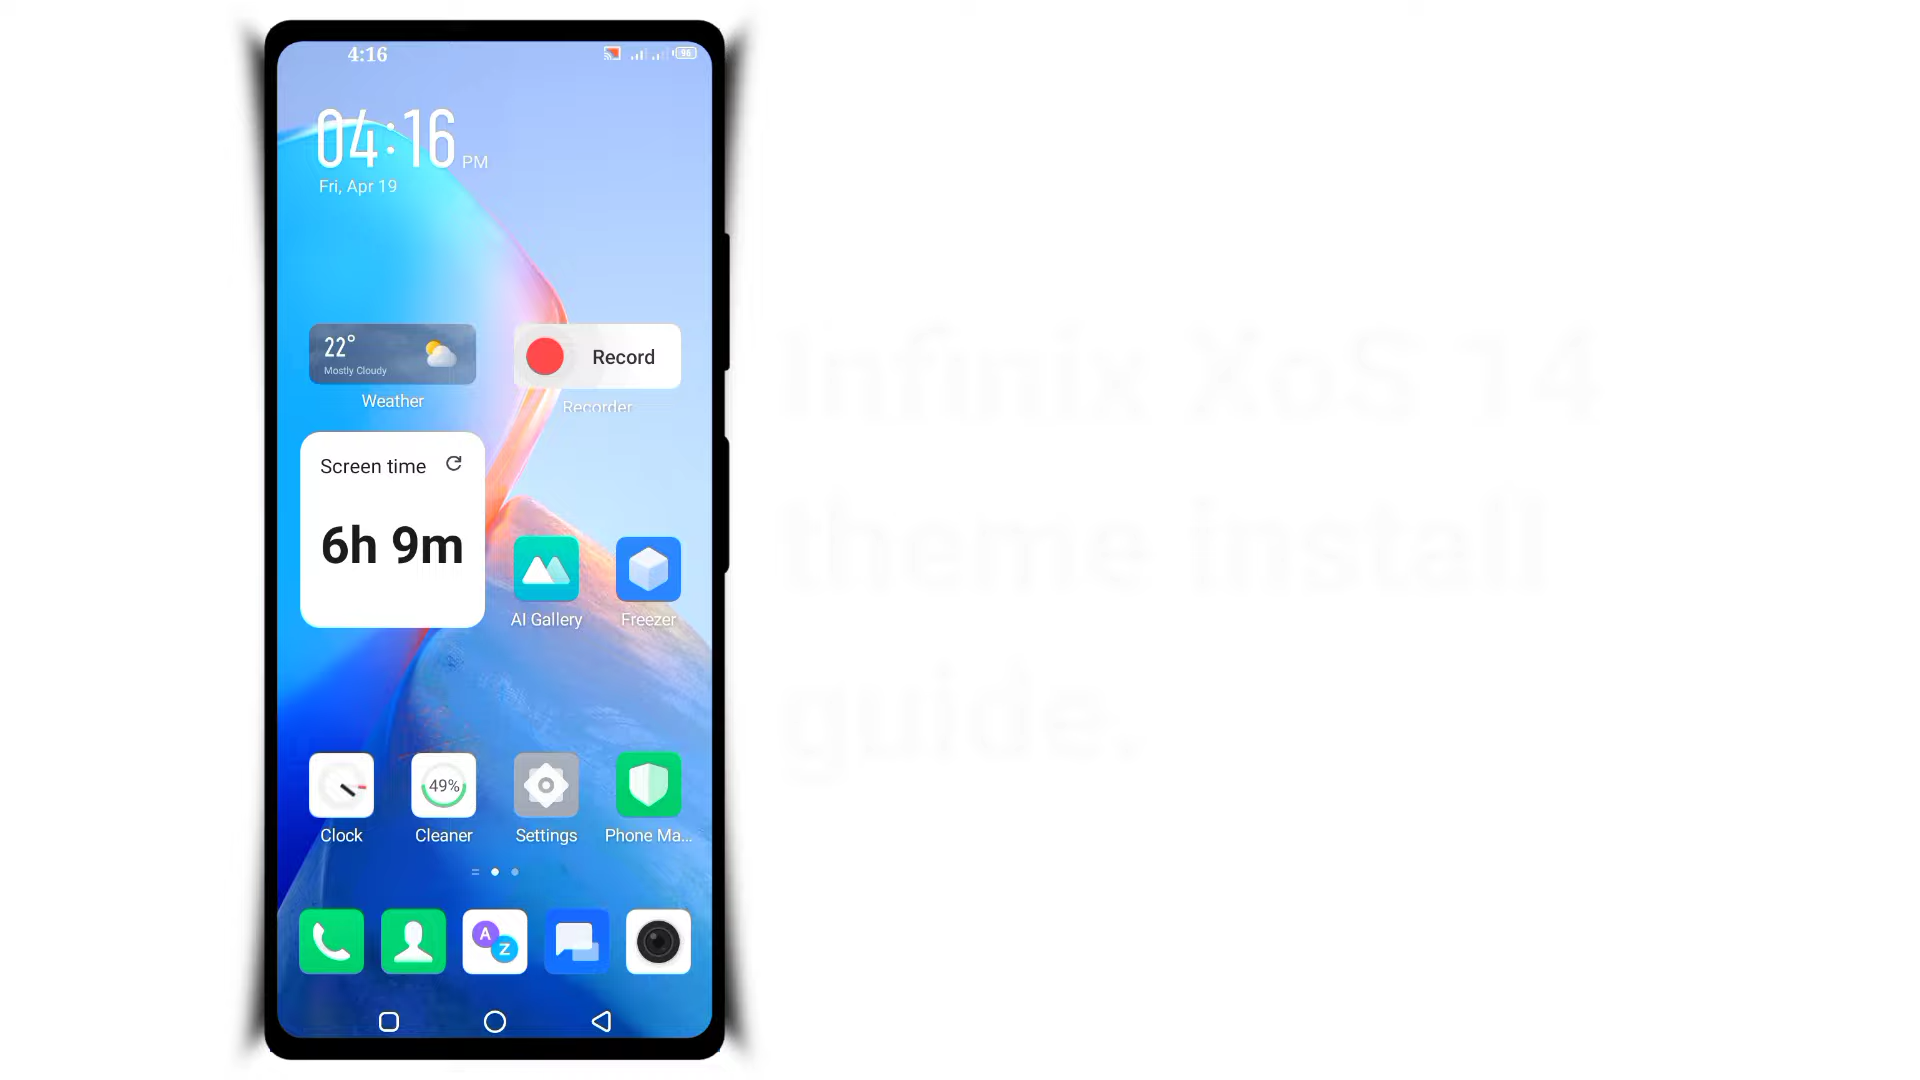 4:16
96
04:16 PM
Fri, Apr 19
22°
Mostly Cloudy
Weather
Record
Recorder
Screen time
6h 9m
AI Gallery
Freezer
49%
Clock
Cleaner
Settings
Phone Ma...
A
Z
Infinix XoS 14
theme install
guide.